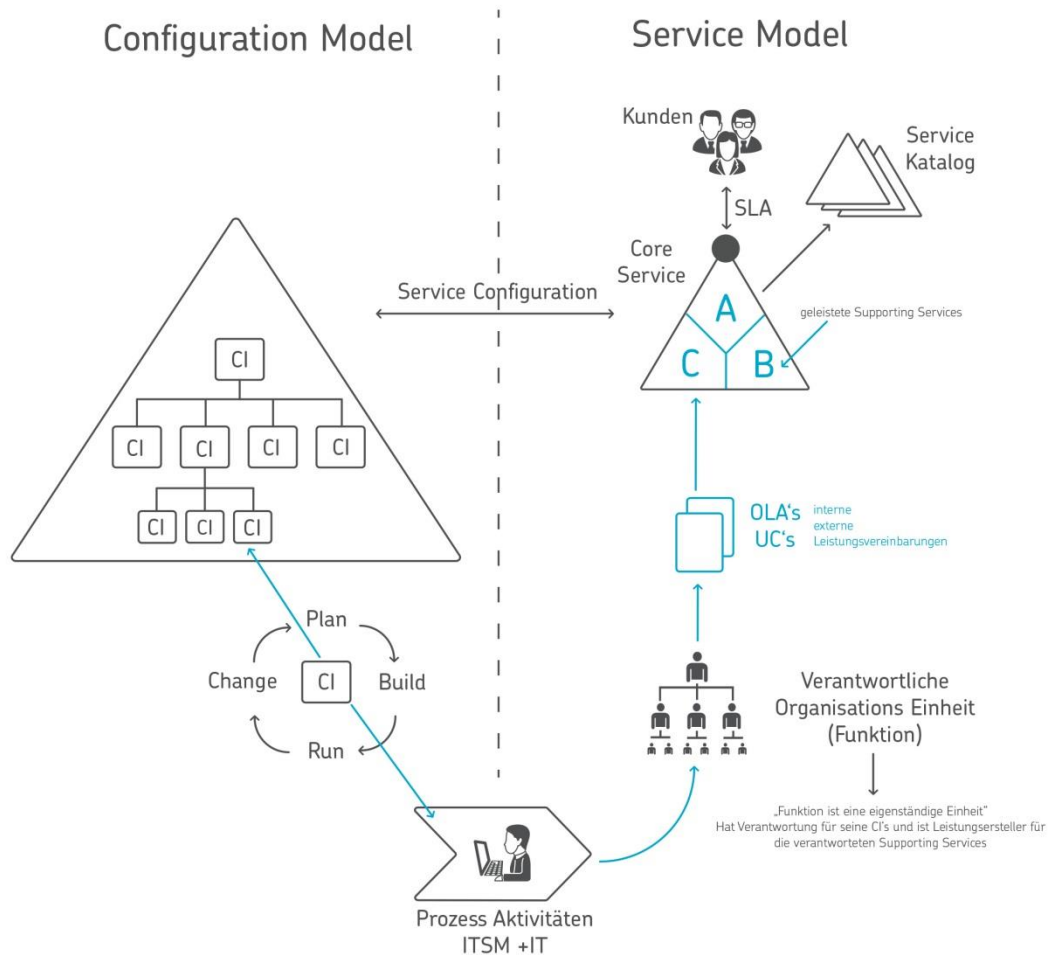 Configuration Model
Service Model
Kunden
Service
Katalog
SLA
Core
Service
Service Configuration
A
geleistete Supporting Services
C
B
CI
CI
CI
CI
CI
CI
CI
CI
OLA's
interne
externe
UC's
Leistungsvereinbarungen
Plan
Change
CI
Build
Run
Verantwortliche
Organisations Einheit
(Funktion)
„Funktion ist eine eigenständige Einheit“
Hat Verantwortung für seine CI's und ist Leistungsersteller für
die verantworteten Supporting Services
Prozess Aktivitäten
ITSM +IT